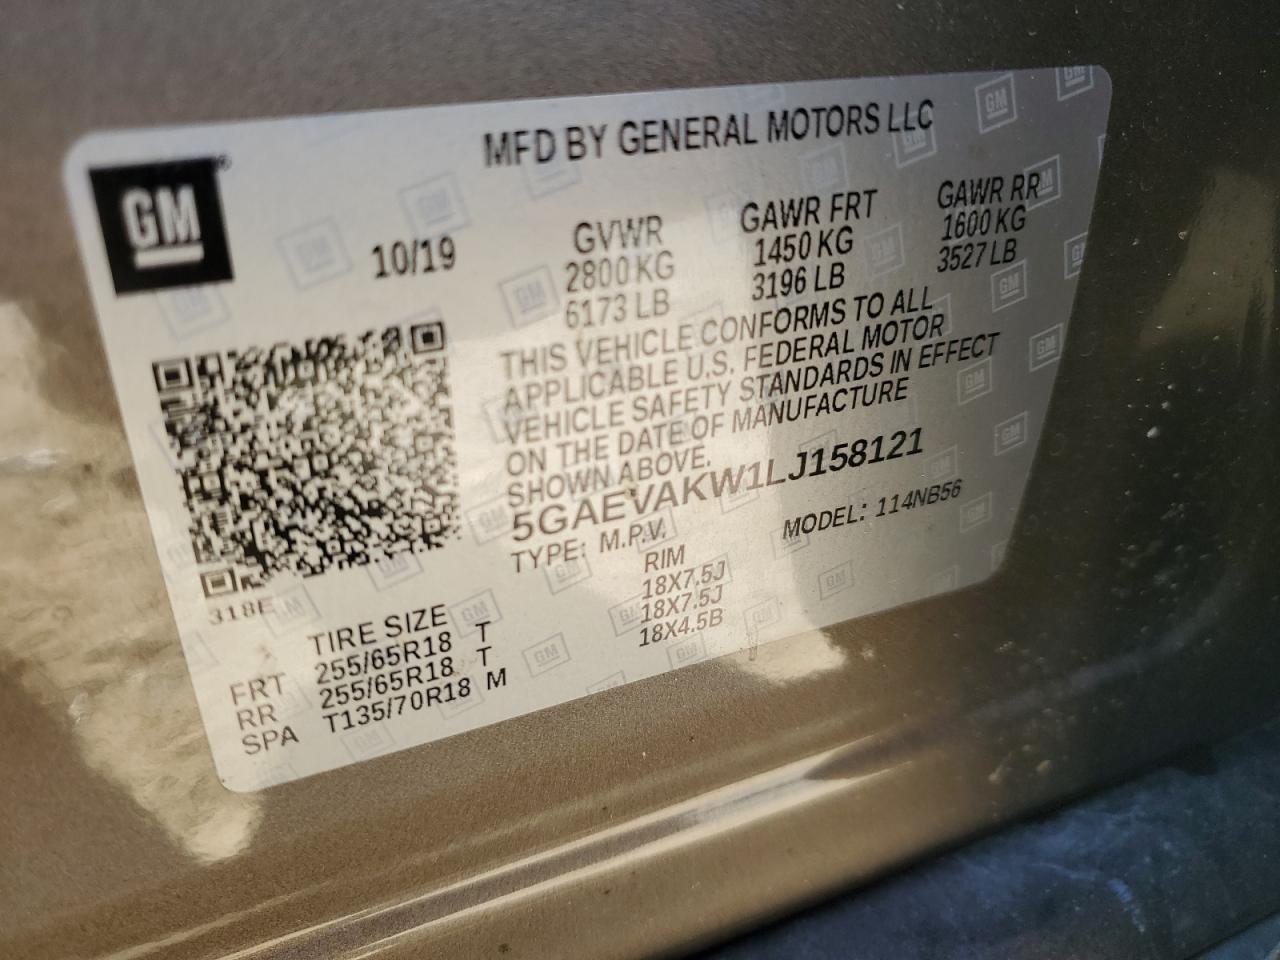 GM
MFD BY GENERAL MOTORS LLC
10/19
GVWR GAWR FRT GAWR RR
2800 KG 1450 KG 1600 KG
6173 LB 3196 LB 3527 LB
THIS VEHICLE CONFORMS TO ALL
APPLICABLE U.S. FEDERAL MOTOR
VEHICLE SAFETY STANDARDS IN EFFECT
ON THE DATE OF MANUFACTURE
SHOWN ABOVE.
5GAEVAKW1LJ158121
TYPE: M.P.V. MODEL: 114NB56
318E
TIRE SIZE RIM
FRT 255/65R18 T 18X7.5J
RR 255/65R18 T 18X7.5J
SPA T135/70R18 M 18X4.5B